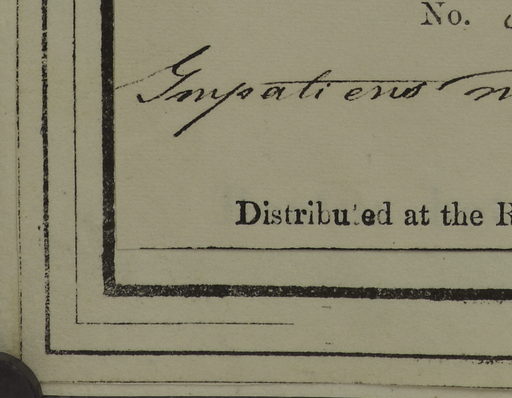 No.
Impatiens
Distributed at the